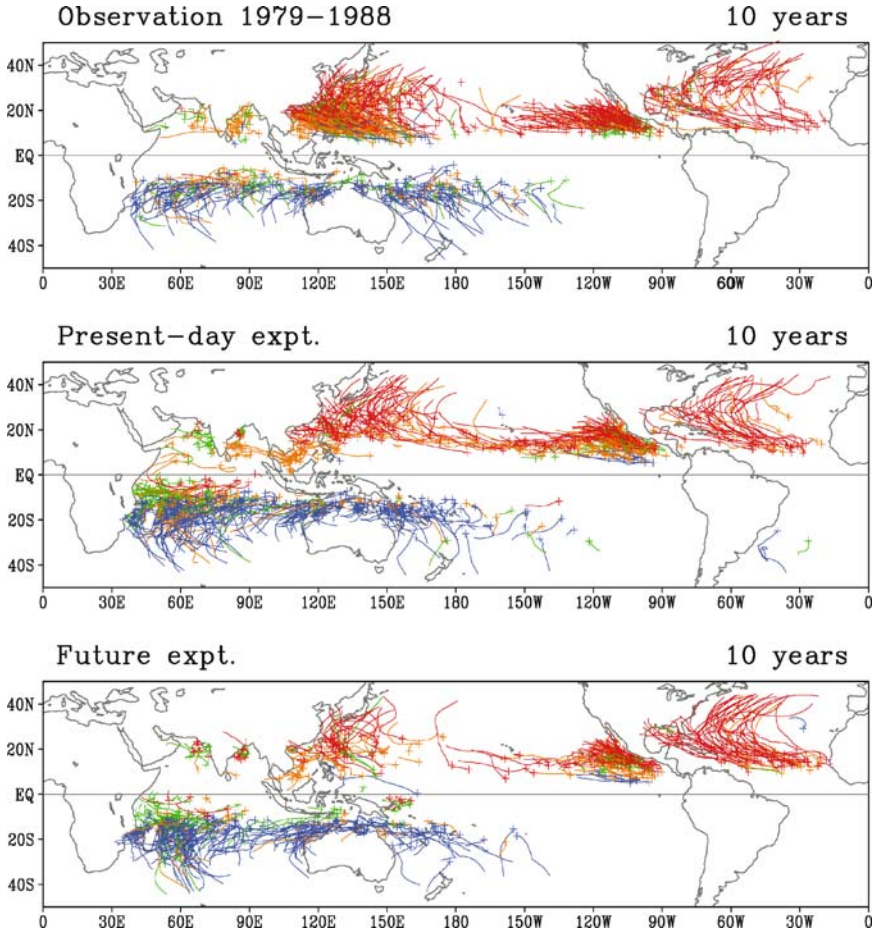 Observation 1979−1988 10 years
40N
20N
EQ
20S
40S
0 30E 60E 90E 120E 150E 180 150W 120W 90W 60W 30W 0
Present−day expt. 10 years
40N
20N
EQ
20S
40S
0 30E 60E 90E 120E 150E 180 150W 120W 90W 60W 30W 0
Future expt. 10 years
40N
20N
EQ
20S
40S
0 30E 60E 90E 120E 150E 180 150W 120W 90W 60W 30W 0